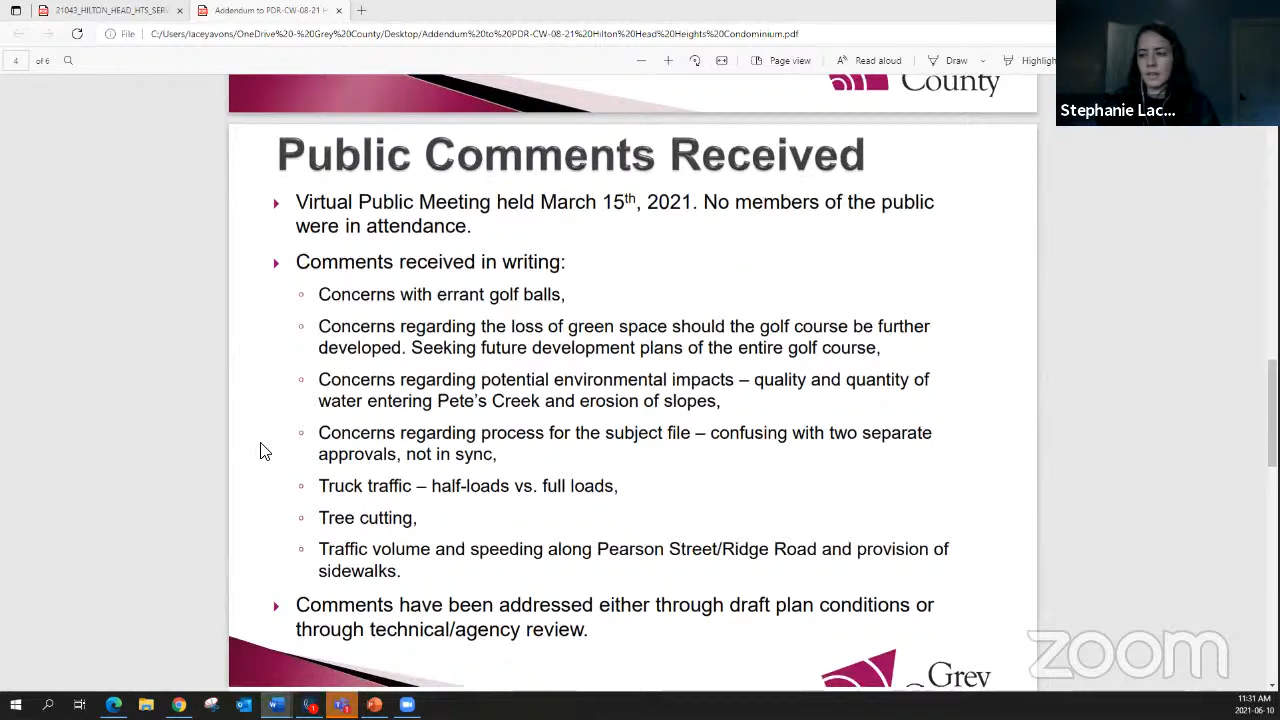 21043_HILTON_HEAD_HTS_SERV
Addendum to PDR-CW-08-21 H
File
C:/Users/laceyavons/OneDrive%20-%20Grey%20County/Desktop/Addendum%20to%20PDR-CW-08-21%20Hilton%20Head%20Heights%20Condominium.pdf
4 of 6
Page view
Read aloud
Draw
Highligh
Stephanie Lac...
County
Public Comments Received
Virtual Public Meeting held March 15th, 2021. No members of the public
were in attendance.
Comments received in writing:
Concerns with errant golf balls,
Concerns regarding the loss of green space should the golf course be further
developed. Seeking future development plans of the entire golf course,
Concerns regarding potential environmental impacts – quality and quantity of
water entering Pete's Creek and erosion of slopes,
Concerns regarding process for the subject file – confusing with two separate
approvals, not in sync,
Truck traffic – half-loads vs. full loads,
Tree cutting,
Traffic volume and speeding along Pearson Street/Ridge Road and provision of
sidewalks.
Comments have been addressed either through draft plan conditions or
through technical/agency review.
zoom
Grey
11:31 AM
2021-06-10